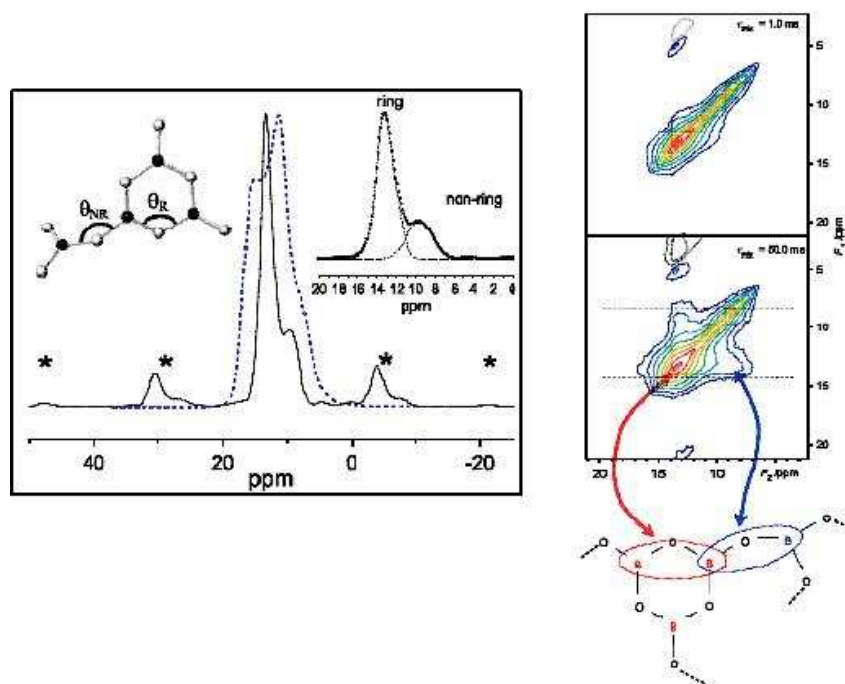 ring
non-ring
θNR
θR
20 18 16 14 12 10 8 6 4 2 0
ppm
* * * *
40 20 0 -20
ppm
τmix = 1.0 ms
5
10
15
20
F1 /ppm
τmix = 50.0 ms
5
10
15
20
F1 /ppm
20 15 10
F2 /ppm
O O B O
B B O
O O O
B
O